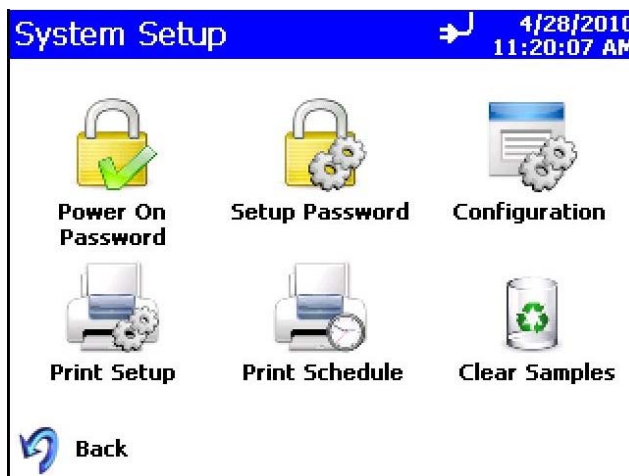 System Setup
4/28/2010
11:20:07 AM
Power On
Password
Setup Password
Configuration
Print Setup
Print Schedule
Clear Samples
Back